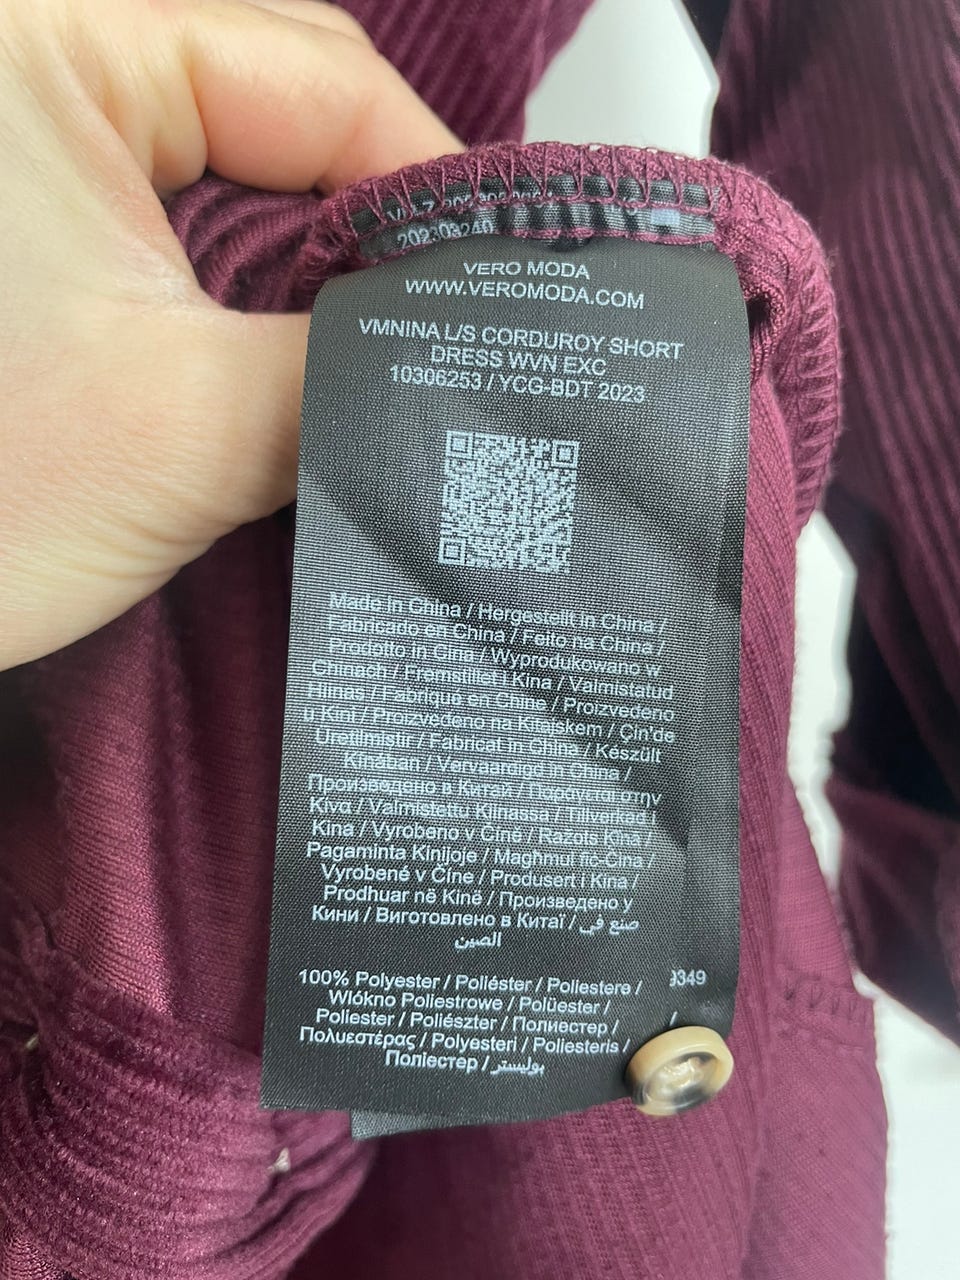 202309240
VERO MODA
WWW.VEROMODA.COM
VMNINA L/S CORDUROY SHORT
DRESS WVN EXC
10306253 / YCG-BDT 2023
Made in China / Hergestellt in China /
Fabricado en China / Feito na China /
Prodotto in Cina / Wyprodukowano w
Chinach / Fremstillet i Kina / Valmistatud
Hiinas / Fabriqué en Chine / Proizvedeno
u Kini / Proizvedeno na Kitajskem / Çin'de
Üretilmiştir / Fabricat în China / Készült
Kínában / Vervaardigd in China /
Произведено в Китай / Παραγωγή στην
Κίνα / Valmistettu Kiinassa / Tillverkad i
Kina / Vyrobeno v Číně / Ražots Ķīnā /
Pagaminta Kinijoje / Magħmul fiċ-Ċina /
Vyrobené v Číne / Produsert i Kina /
Prodhuar në Kinë / Произведено у
Кини / Виготовлено в Китаї / صنع في
الصين
100% Polyester / Poliéster / Poliestere /
Włókno Poliestrowe / Polüester /
Poliester / Poliészter / Полиестер /
Πολυεστέρας / Polyesteri / Poliesteris /
Поліестер / بوليستر
9349